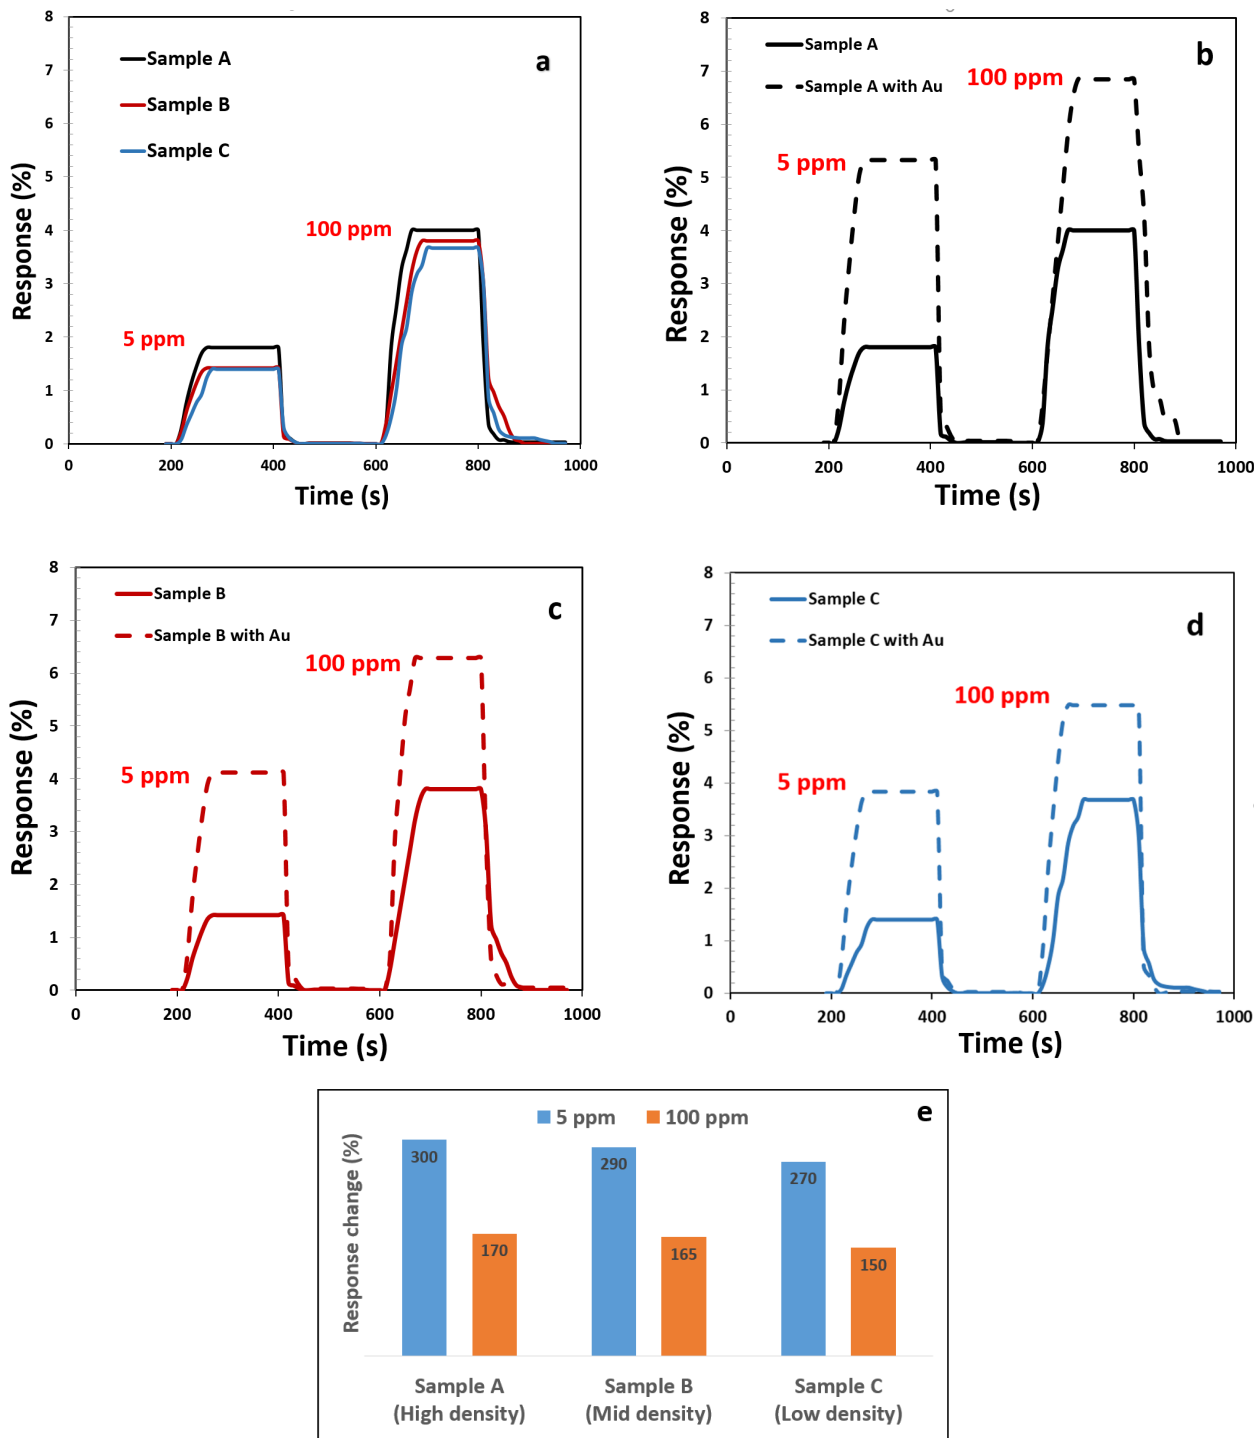 a
Sample A
Sample B
Sample C
100 ppm
5 ppm
8
7
6
5
4
3
2
1
0
0 200 400 600 800 1000
Response (%)
Time (s)
b
Sample A
Sample A with Au
100 ppm
5 ppm
8
7
6
5
4
3
2
1
0
0 200 400 600 800 1000
Response (%)
Time (s)
c
Sample B
Sample B with Au
100 ppm
5 ppm
8
7
6
5
4
3
2
1
0
0 200 400 600 800 1000
Response (%)
Time (s)
d
Sample C
Sample C with Au
100 ppm
5 ppm
8
7
6
5
4
3
2
1
0
0 200 400 600 800 1000
Response (%)
Time (s)
e
5 ppm 100 ppm
Response change (%)
300 290 270
170 165 150
Sample A Sample B Sample C
(High density) (Mid density) (Low density)